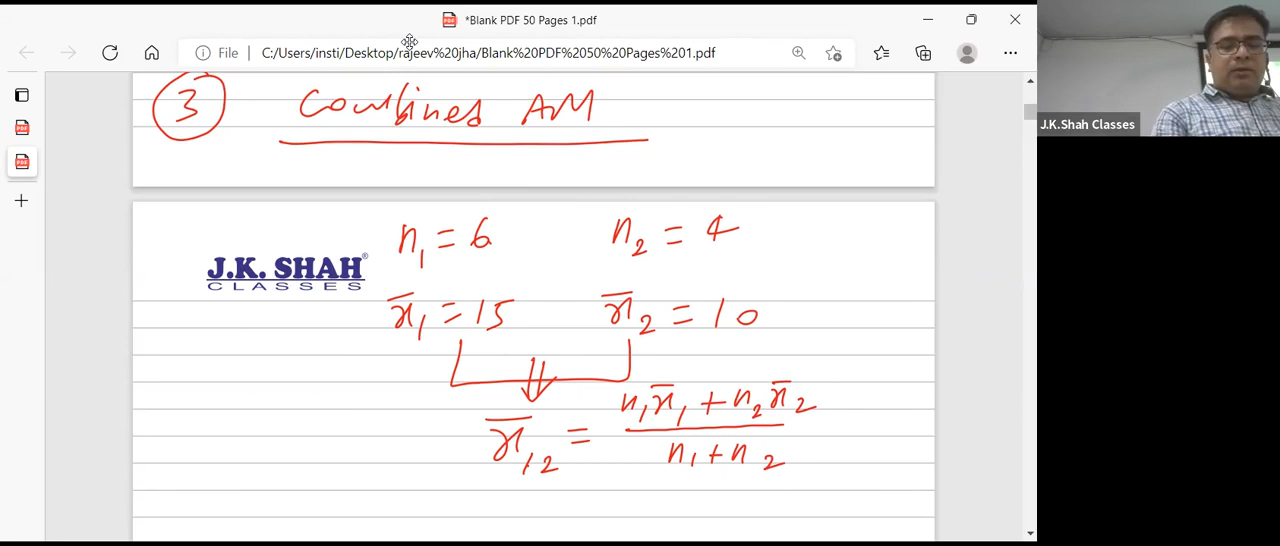 *Blank PDF 50 Pages 1.pdf
File C:/Users/insti/Desktop/rajeev%20jha/Blank%20PDF%2050%20Pages%201.pdf
3 Combined AM
J.K.Shah Classes
n₁ = 6 n₂ = 4
J.K. SHAH®
CLASSES
x̄₁ = 15 x̄₂ = 10
⇓
x̄₁₂ = (n₁x̄₁ + n₂x̄₂) / (n₁ + n₂)